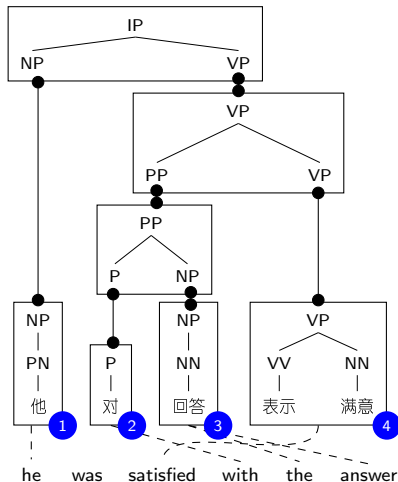 IP
NP VP
VP
PP VP
PP
P NP
NP P NP VP
PN P NN VV NN
他 对 回答 表示 满意
1 2 3 4
he was satisfied with the answer